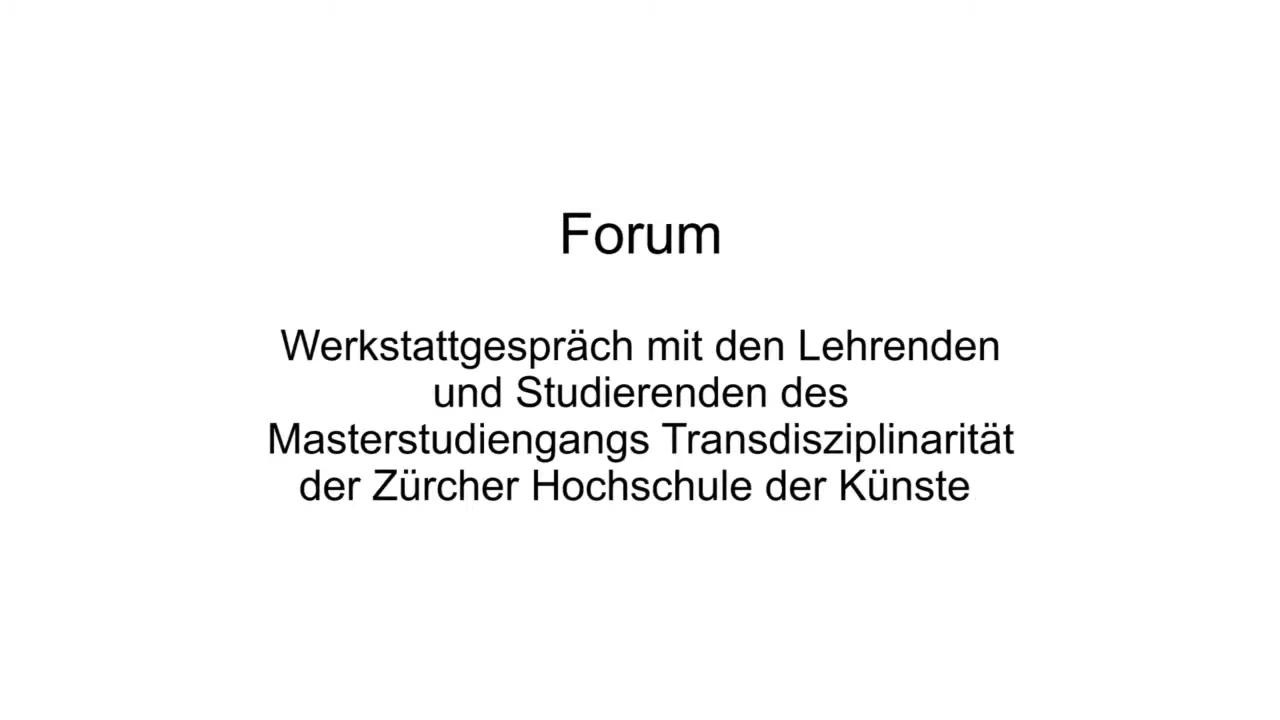 Forum
Werkstattgespräch mit den Lehrenden
und Studierenden des
Masterstudiengangs Transdisziplinarität
der Zürcher Hochschule der Künste